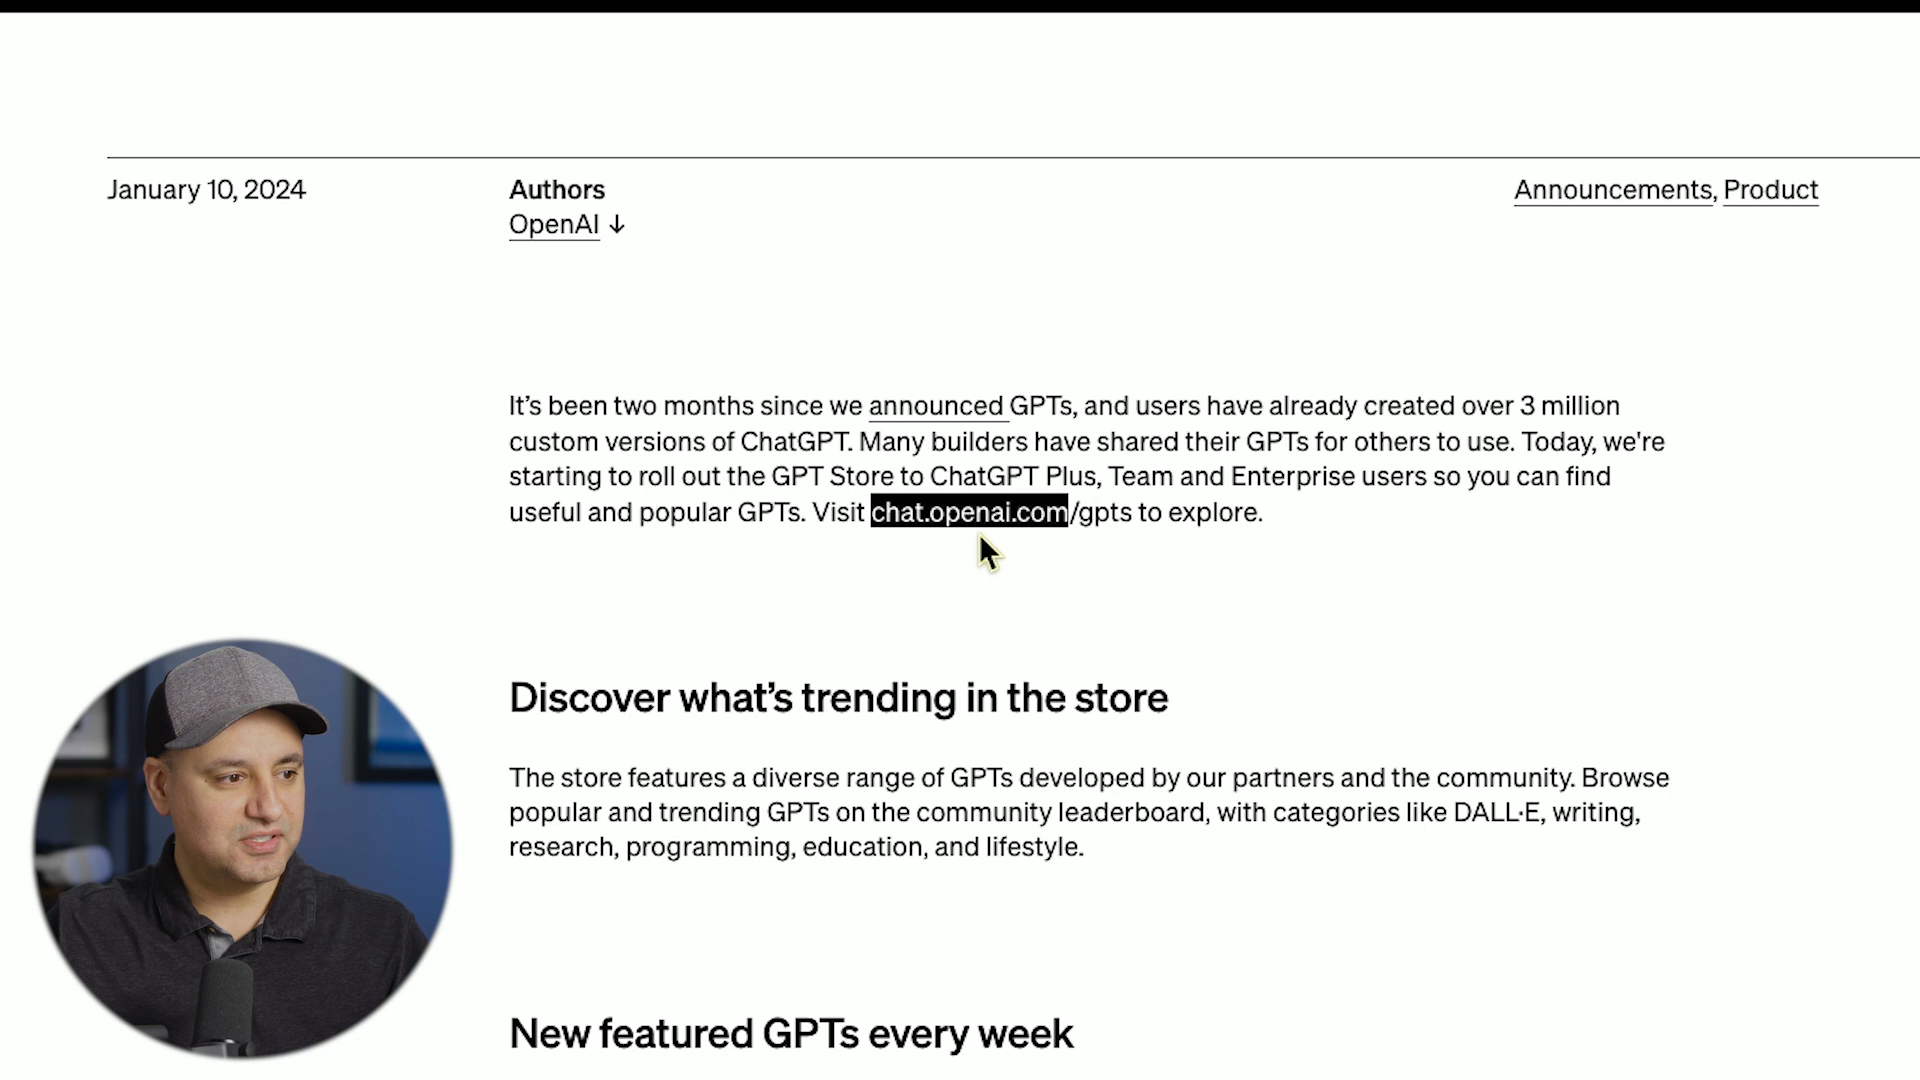 January 10, 2024
Authors
OpenAI ↓
Announcements, Product
It’s been two months since we announced GPTs, and users have already created over 3 million
custom versions of ChatGPT. Many builders have shared their GPTs for others to use. Today, we're
starting to roll out the GPT Store to ChatGPT Plus, Team and Enterprise users so you can find
useful and popular GPTs. Visit chat.openai.com/gpts to explore.
Discover what’s trending in the store
The store features a diverse range of GPTs developed by our partners and the community. Browse
popular and trending GPTs on the community leaderboard, with categories like DALL·E, writing,
research, programming, education, and lifestyle.
New featured GPTs every week